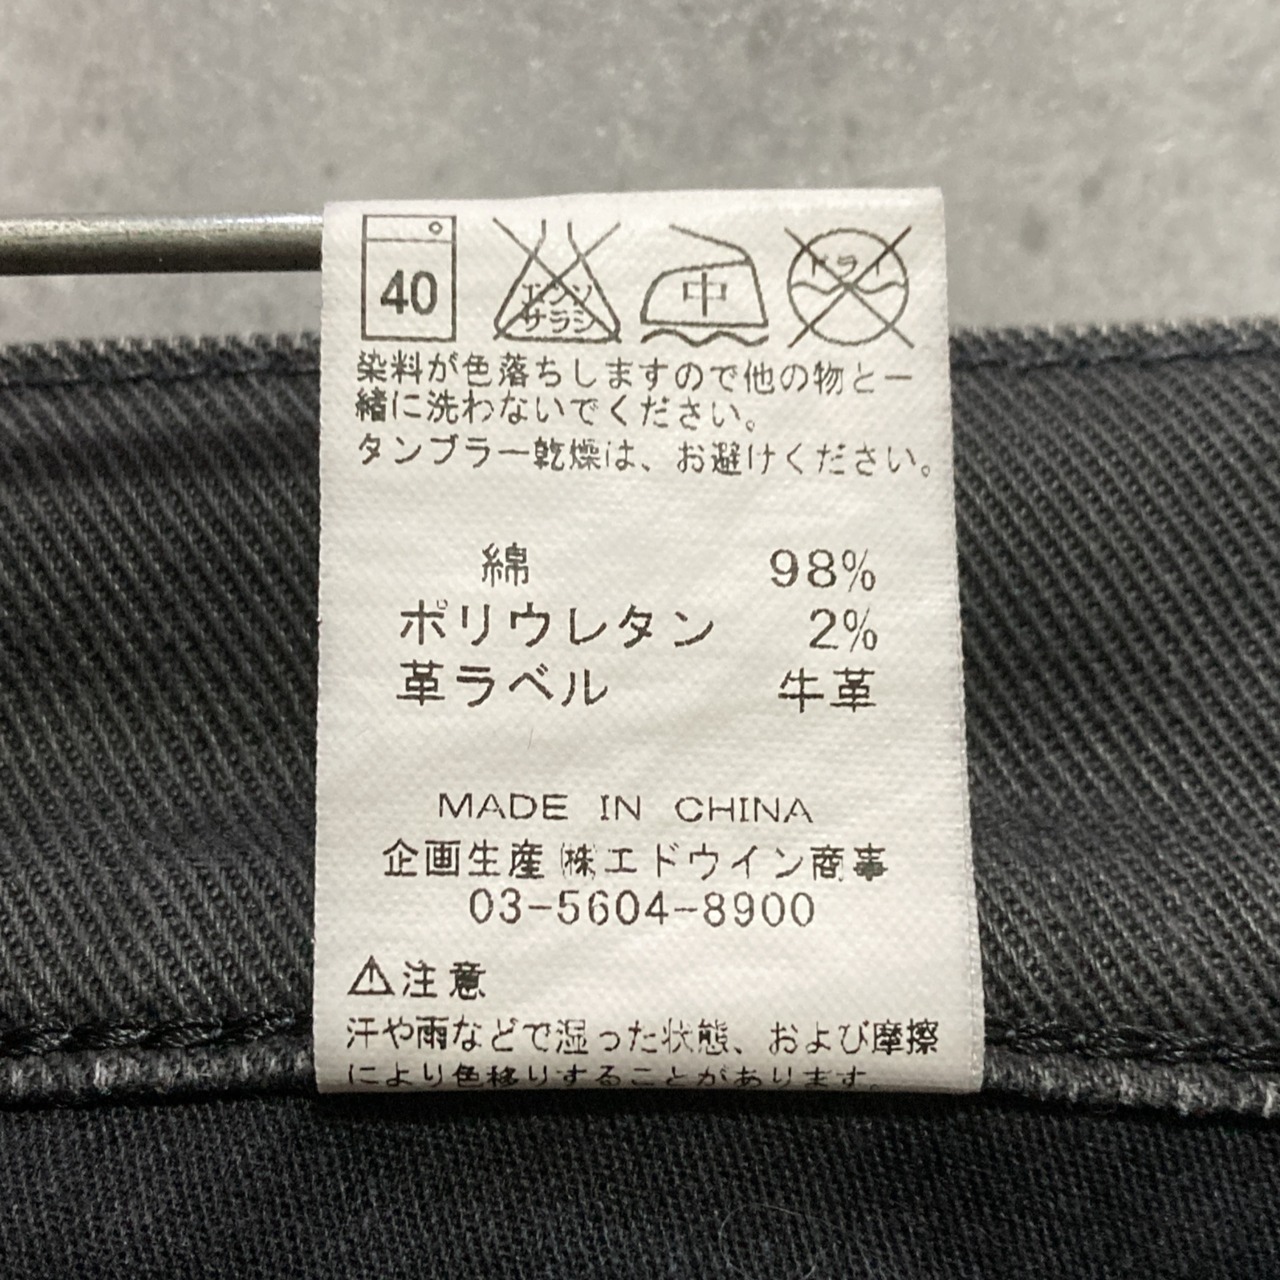 40
エンソ
サラシ
中
ドライ
染料が色落ちしますので他の物と一
緒に洗わないでください。
タンブラー乾燥は、お避けください。
綿 98%
ポリウレタン 2%
革ラベル 牛革
MADE IN CHINA
企画生産 ㈱エドウイン商事
03-5604-8900
⚠注意
汗や雨などで湿った状態、および摩擦
により色移りすることがあります。